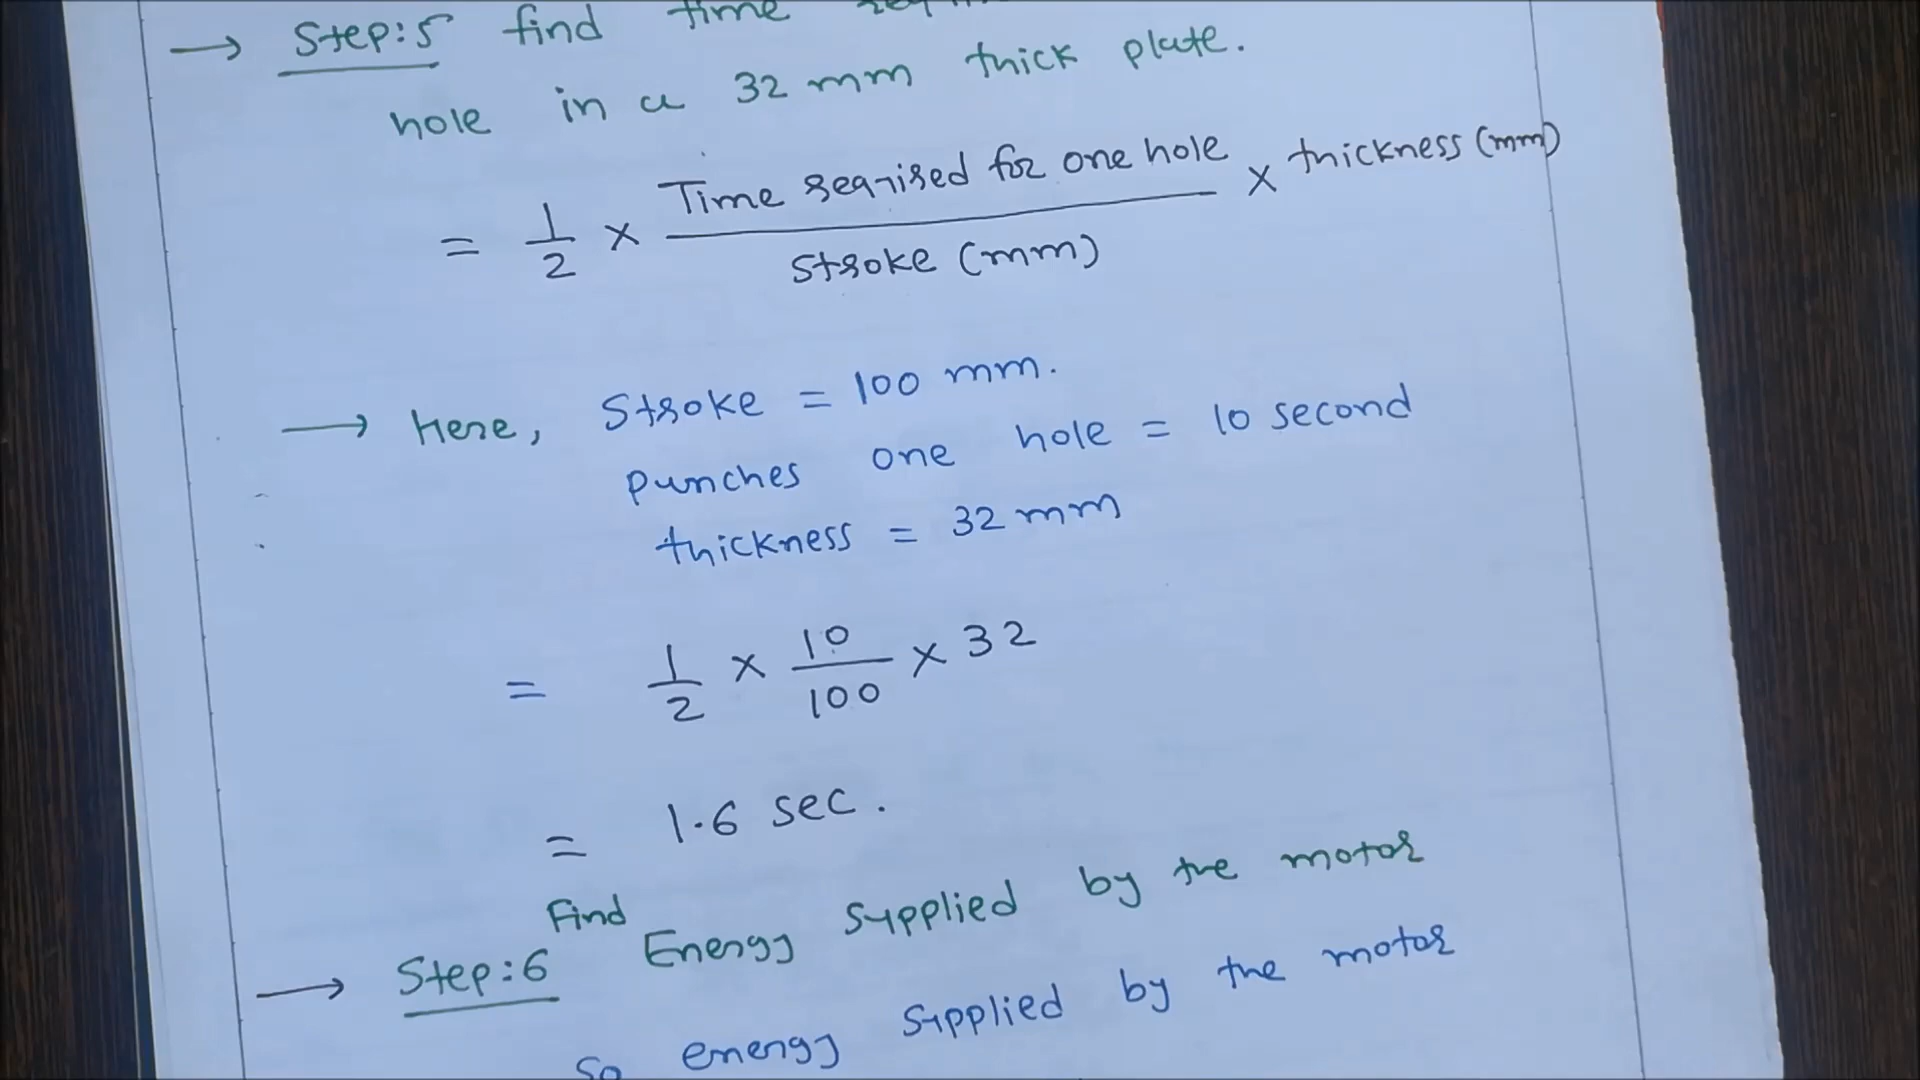 → Step:5 find time
hole in a 32 mm thick plate.
= 1/2 × Time required for one hole / Stroke (mm) × thickness (mm)
→ Here, Stroke = 100 mm.
punches one hole = 10 second
thickness = 32 mm
= 1/2 × 10/100 × 32
= 1.6 sec.
→ Step:6 Find Energy supplied by the motor
So energy supplied by the motor